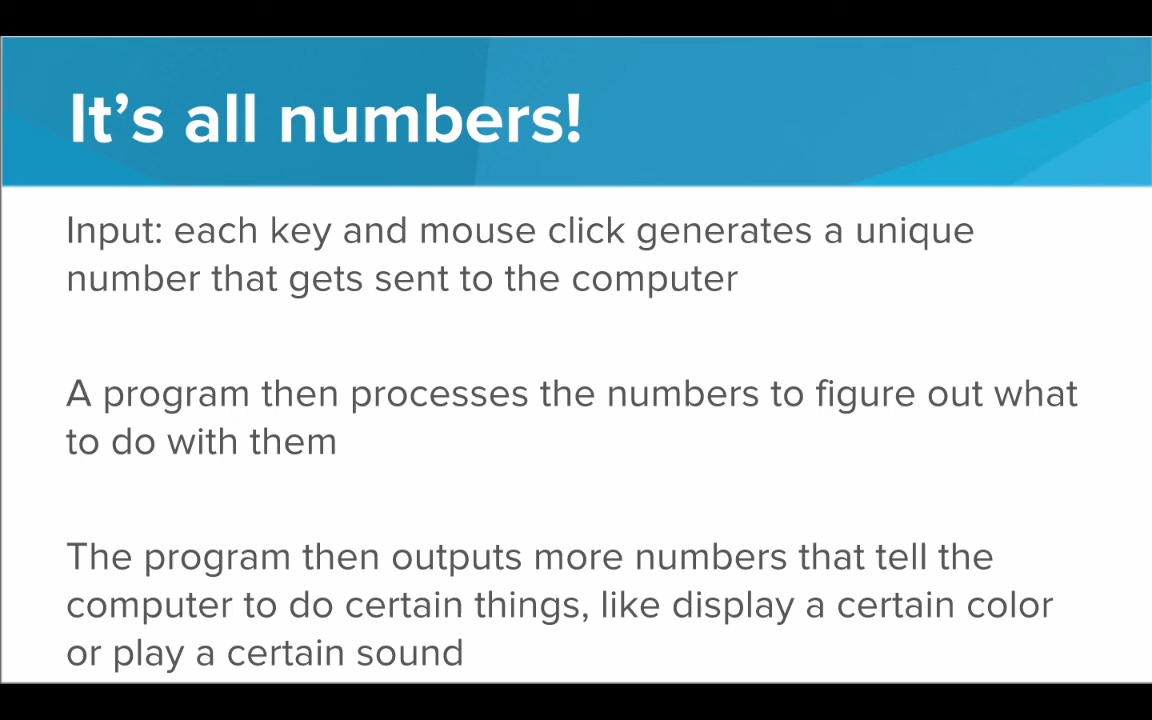 It’s all numbers!
Input: each key and mouse click generates a unique
number that gets sent to the computer
A program then processes the numbers to figure out what
to do with them
The program then outputs more numbers that tell the
computer to do certain things, like display a certain color
or play a certain sound